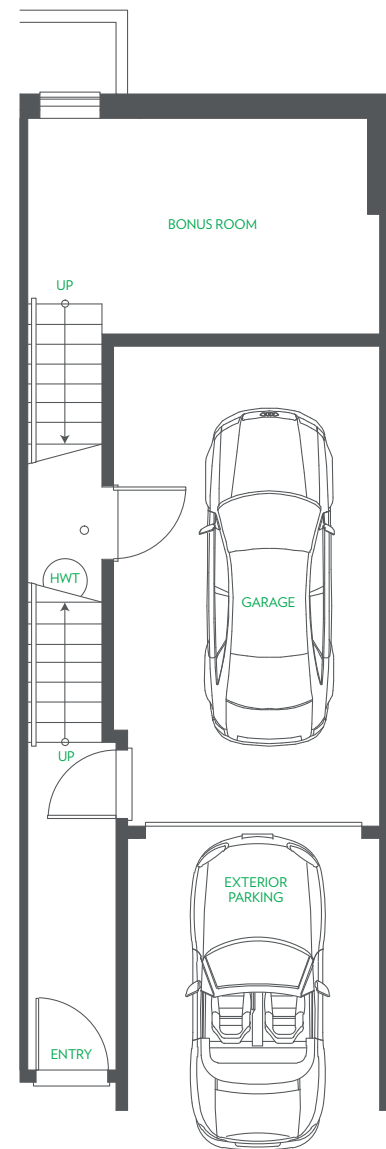 BONUS ROOM
UP
HWT
GARAGE
UP
EXTERIOR
PARKING
ENTRY